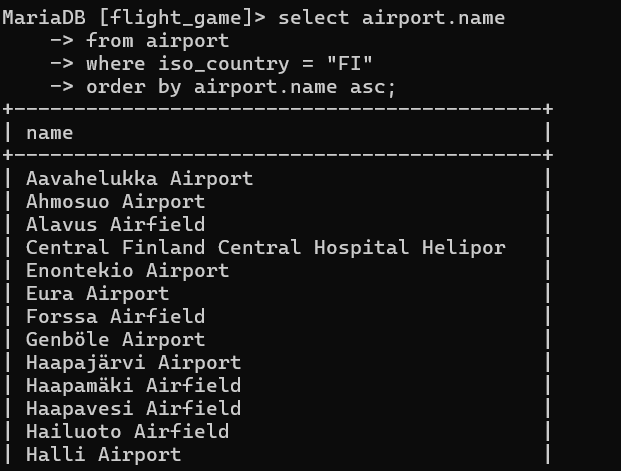 MariaDB [flight_game]> select airport.name
    -> from airport
    -> where iso_country = "FI"
    -> order by airport.name asc;
+--------------------------------------------+
| name                                       |
+--------------------------------------------+
| Aavahelukka Airport                        |
| Ahmosuo Airport                            |
| Alavus Airfield                            |
| Central Finland Central Hospital Helipor   |
| Enontekio Airport                          |
| Eura Airport                               |
| Forssa Airfield                            |
| Genböle Airport                            |
| Haapajärvi Airport                         |
| Haapamäki Airfield                         |
| Haapavesi Airfield                         |
| Hailuoto Airfield                          |
| Halli Airport                              |